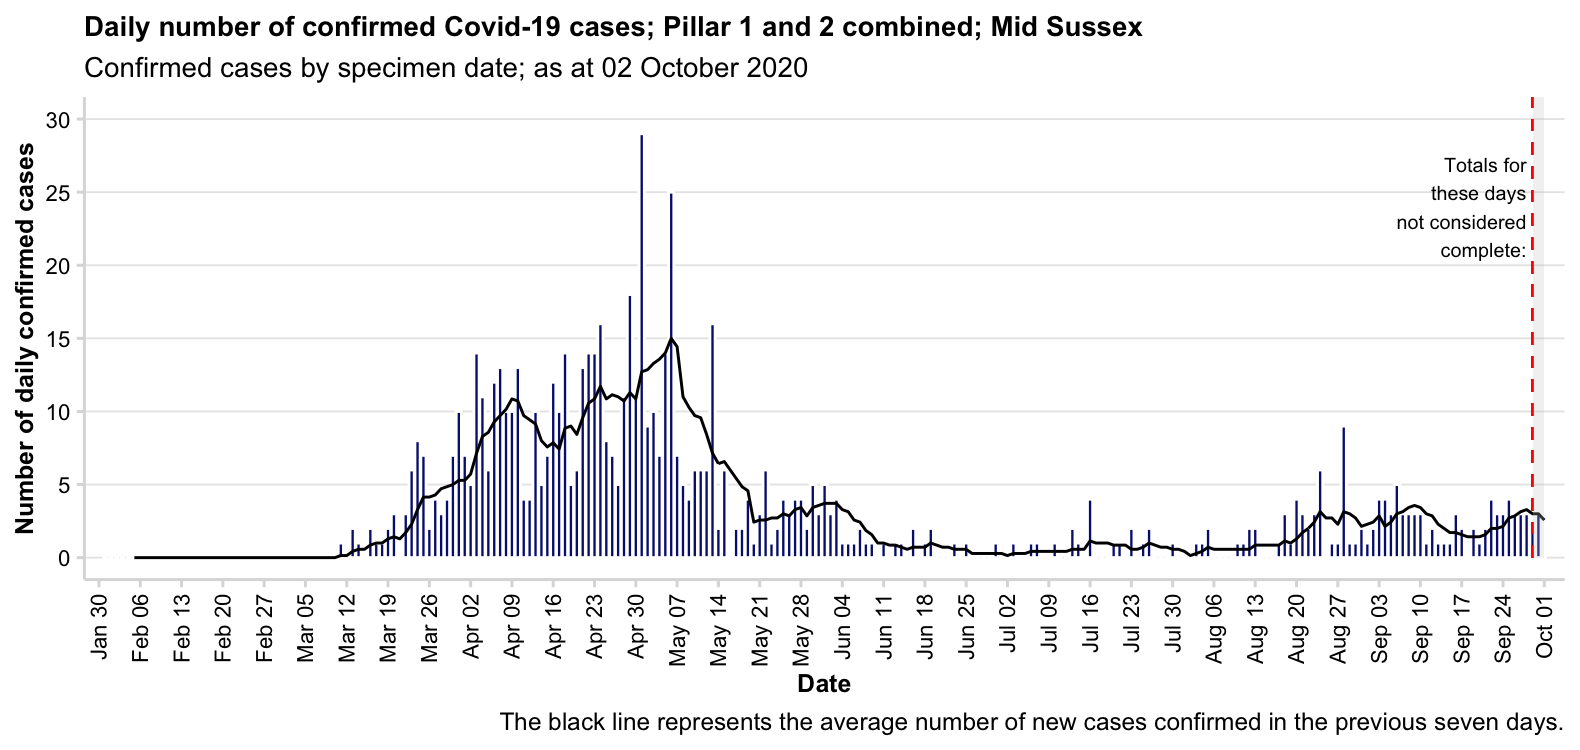 Daily number of confirmed Covid-19 cases; Pillar 1 and 2 combined; Mid Sussex
Confirmed cases by specimen date; as at 02 October 2020
Number of daily confirmed cases
30
25
20
15
10
5
0
Totals for
these days
not considered
complete:
Jan 30
Feb 06
Feb 13
Feb 20
Feb 27
Mar 05
Mar 12
Mar 19
Mar 26
Apr 02
Apr 09
Apr 16
Apr 23
Apr 30
May 07
May 14
May 21
May 28
Jun 04
Jun 11
Jun 18
Jun 25
Jul 02
Jul 09
Jul 16
Jul 23
Jul 30
Aug 06
Aug 13
Aug 20
Aug 27
Sep 03
Sep 10
Sep 17
Sep 24
Oct 01
Date
The black line represents the average number of new cases confirmed in the previous seven days.